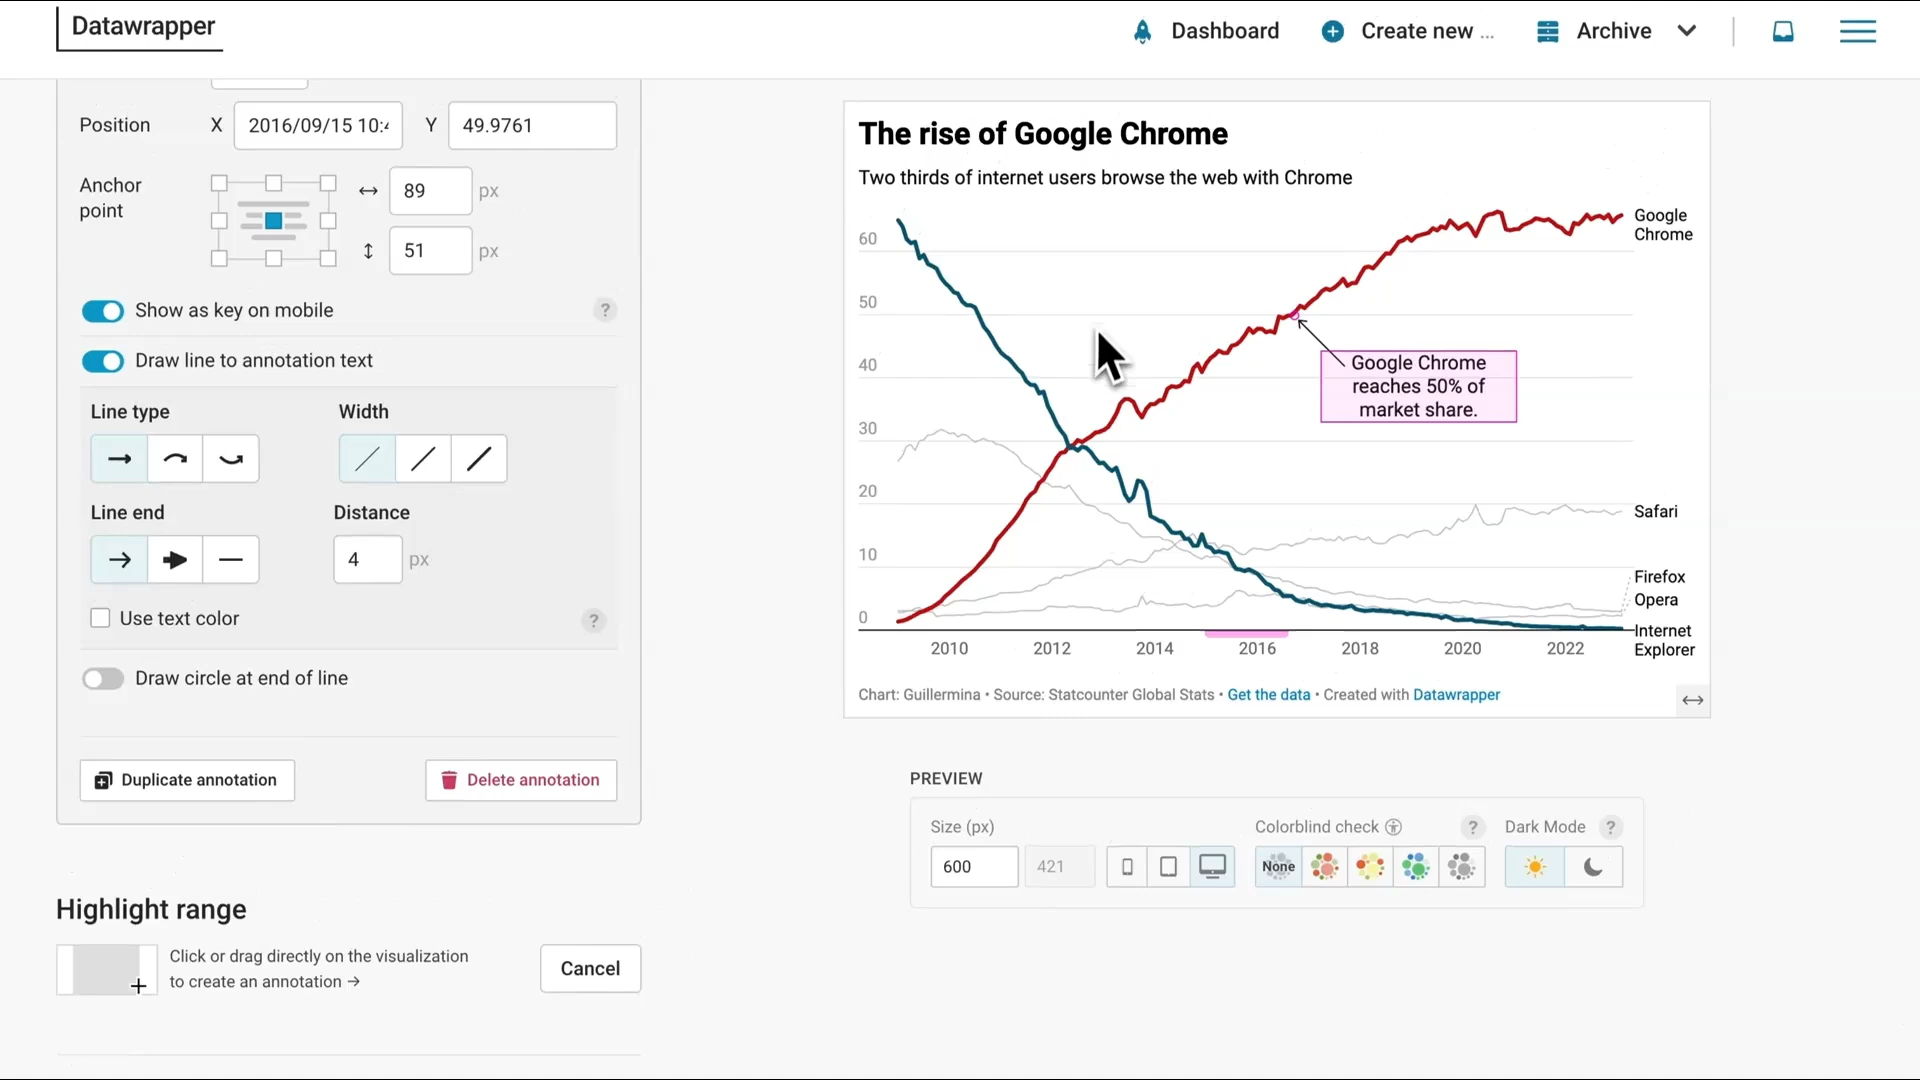 Datawrapper
Dashboard
Create new ...
Archive
Position
X
2016/09/15 10:
Y
49.9761
Anchor
point
89
px
51
px
Show as key on mobile
?
Draw line to annotation text
Line type
Width
Line end
Distance
4
px
Use text color
?
Draw circle at end of line
Duplicate annotation
Delete annotation
Highlight range
Click or drag directly on the visualization
to create an annotation →
Cancel
The rise of Google Chrome
Two thirds of internet users browse the web with Chrome
60
50
40
30
20
10
0
Google
Chrome
Google Chrome
reaches 50% of
market share.
Safari
Firefox
Opera
Internet
Explorer
2010
2012
2014
2016
2018
2020
2022
Chart: Guillermina • Source: Statcounter Global Stats • Get the data • Created with Datawrapper
PREVIEW
Size (px)
600
421
Colorblind check
?
None
Dark Mode
?